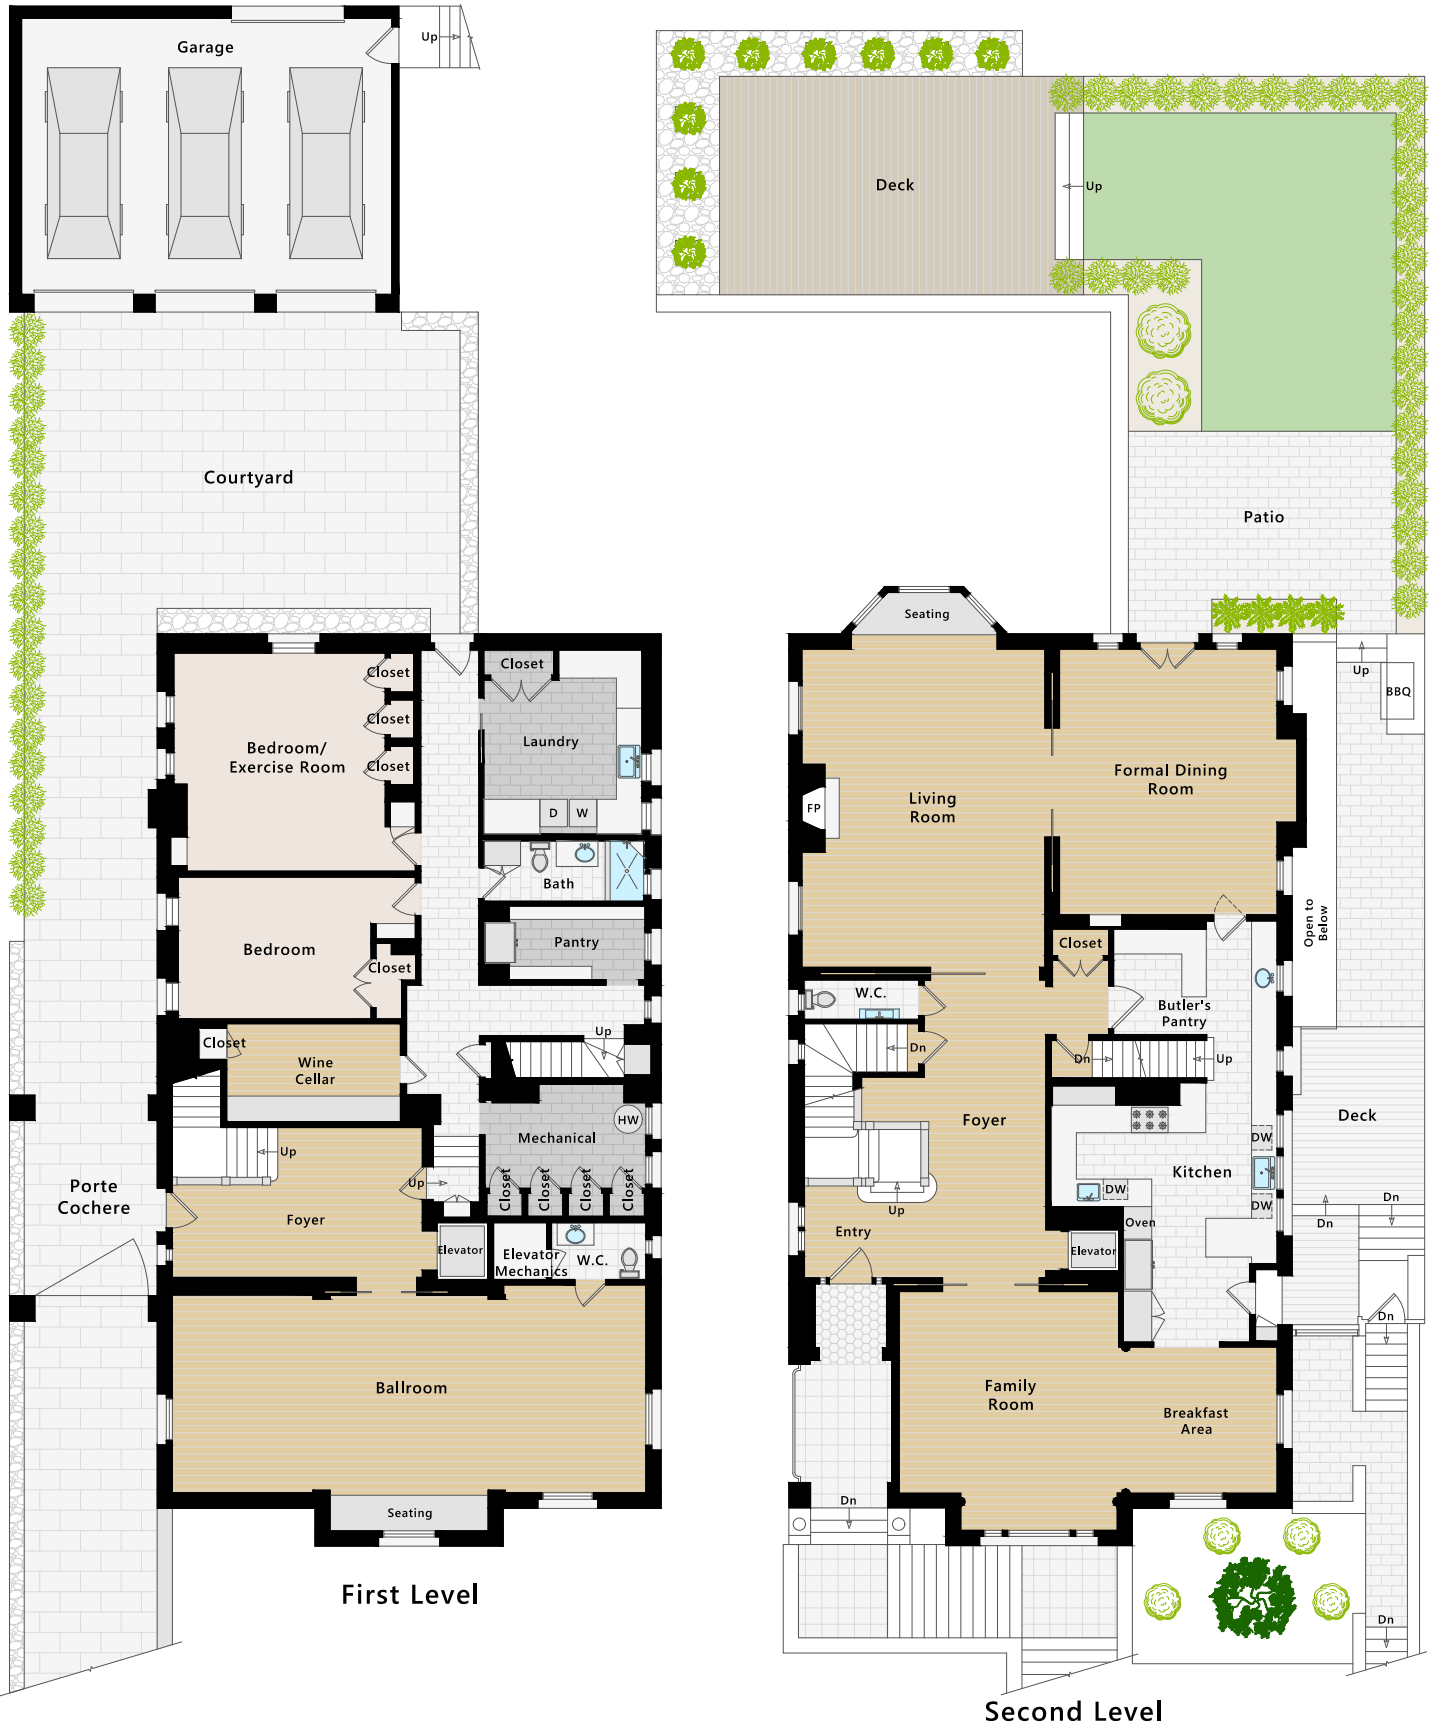 Garage
Up
Courtyard
Closet
Closet
Laundry
Closet
Bedroom/
Exercise Room
Closet
D
W
Bath
Pantry
Bedroom
Closet
Closet
Wine
Cellar
Up
HW
Mechanical
Up
Up
Closet
Closet
Closet
Closet
Porte
Cochere
Foyer
Elevator
Elevator
Mechanics
W.C.
Ballroom
Seating
First Level
Deck
Up
Patio
Seating
Up
BBQ
Formal Dining
Room
Living
Room
FP
Open to
Below
Closet
W.C.
Butler's
Pantry
Dn
Dn
Up
Foyer
Deck
DW
Kitchen
DW
DW
Up
Entry
Oven
Elevator
Dn
Dn
Dn
Family
Room
Breakfast
Area
Dn
Dn
Second Level